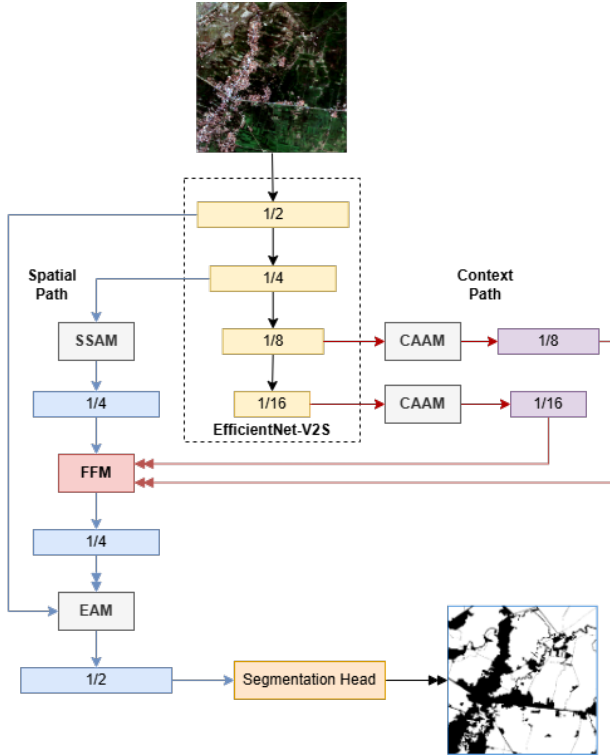 1/2
Spatial
Path
1/4
Context
Path
SSAM
1/8
CAAM
1/8
1/4
1/16
CAAM
1/16
EfficientNet-V2S
FFM
1/4
EAM
1/2
Segmentation Head